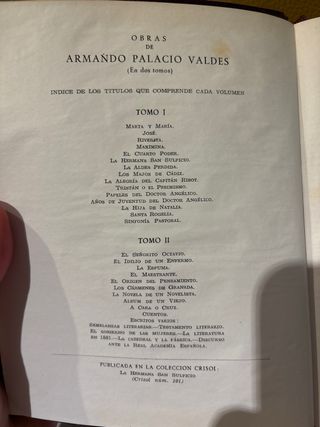 OBRAS
DE
ARMANDO PALACIO VALDES
(En dos tomos)
INDICE DE LOS TITULOS QUE COMPRENDE CADA VOLUMEN
TOMO I
MARTA Y MARÍA.
JOSÉ.
RIVERITA.
MAXIMINA.
EL CUARTO PODER.
LA HERMANA SAN SULPICIO.
LA ALDEA PERDIDA.
LOS MAJOS DE CÁDIZ.
LA ALEGRÍA DEL CAPITÁN RIBOT.
TRISTÁN O EL PESIMISMO.
PAPELES DEL DOCTOR ANGÉLICO.
AÑOS DE JUVENTUD DEL DOCTOR ANGÉLICO.
LA HIJA DE NATALIA.
SANTA ROGELIA.
SINFONÍA PASTORAL.
TOMO II
EL SEÑORITO OCTAVIO.
EL IDILIO DE UN ENFERMO.
LA ESPUMA.
EL MAESTRANTE.
EL ORIGEN DEL PENSAMIENTO.
LOS CÁRMENES DE GRANADA.
LA NOVELA DE UN NOVELISTA.
ALBUM DE UN VIEJO.
A CARA O CRUZ.
CUENTOS.
ESCRITOS VARIOS:
SEMBLANZAS LITERARIAS.—TESTAMENTO LITERARIO.
EL GOBIERNO DE LAS MUJERES.—LA LITERATURA
EN 1881.—LA CATEDRAL Y LA FÁBRICA.—DISCURSO
ANTE LA REAL ACADEMIA ESPAÑOLA.
PUBLICADA EN LA COLECCION CRISOL:
LA HERMANA SAN SULPICIO
(Crisol núm. 101.)